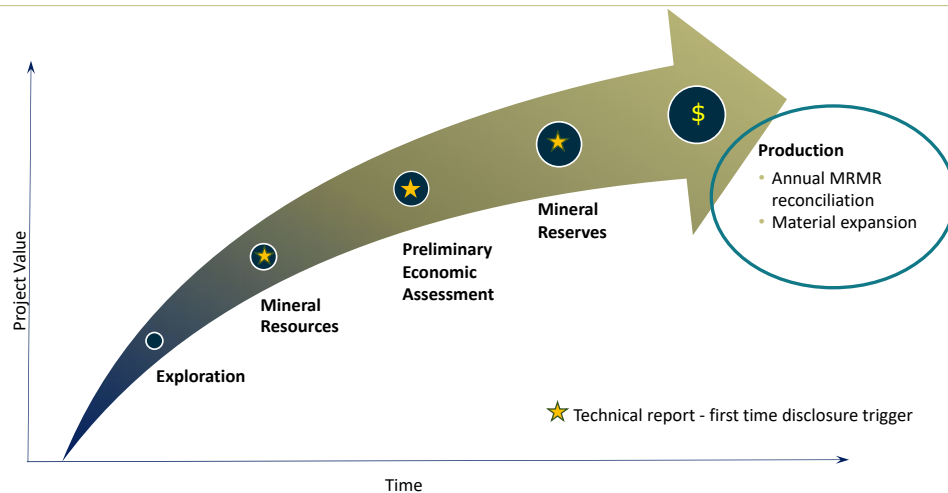 $
Production
• Annual MRMR
reconciliation
• Material expansion
Mineral
Reserves
Preliminary
Economic
Assessment
Mineral
Resources
Exploration
Project Value
Technical report - first time disclosure trigger
Time